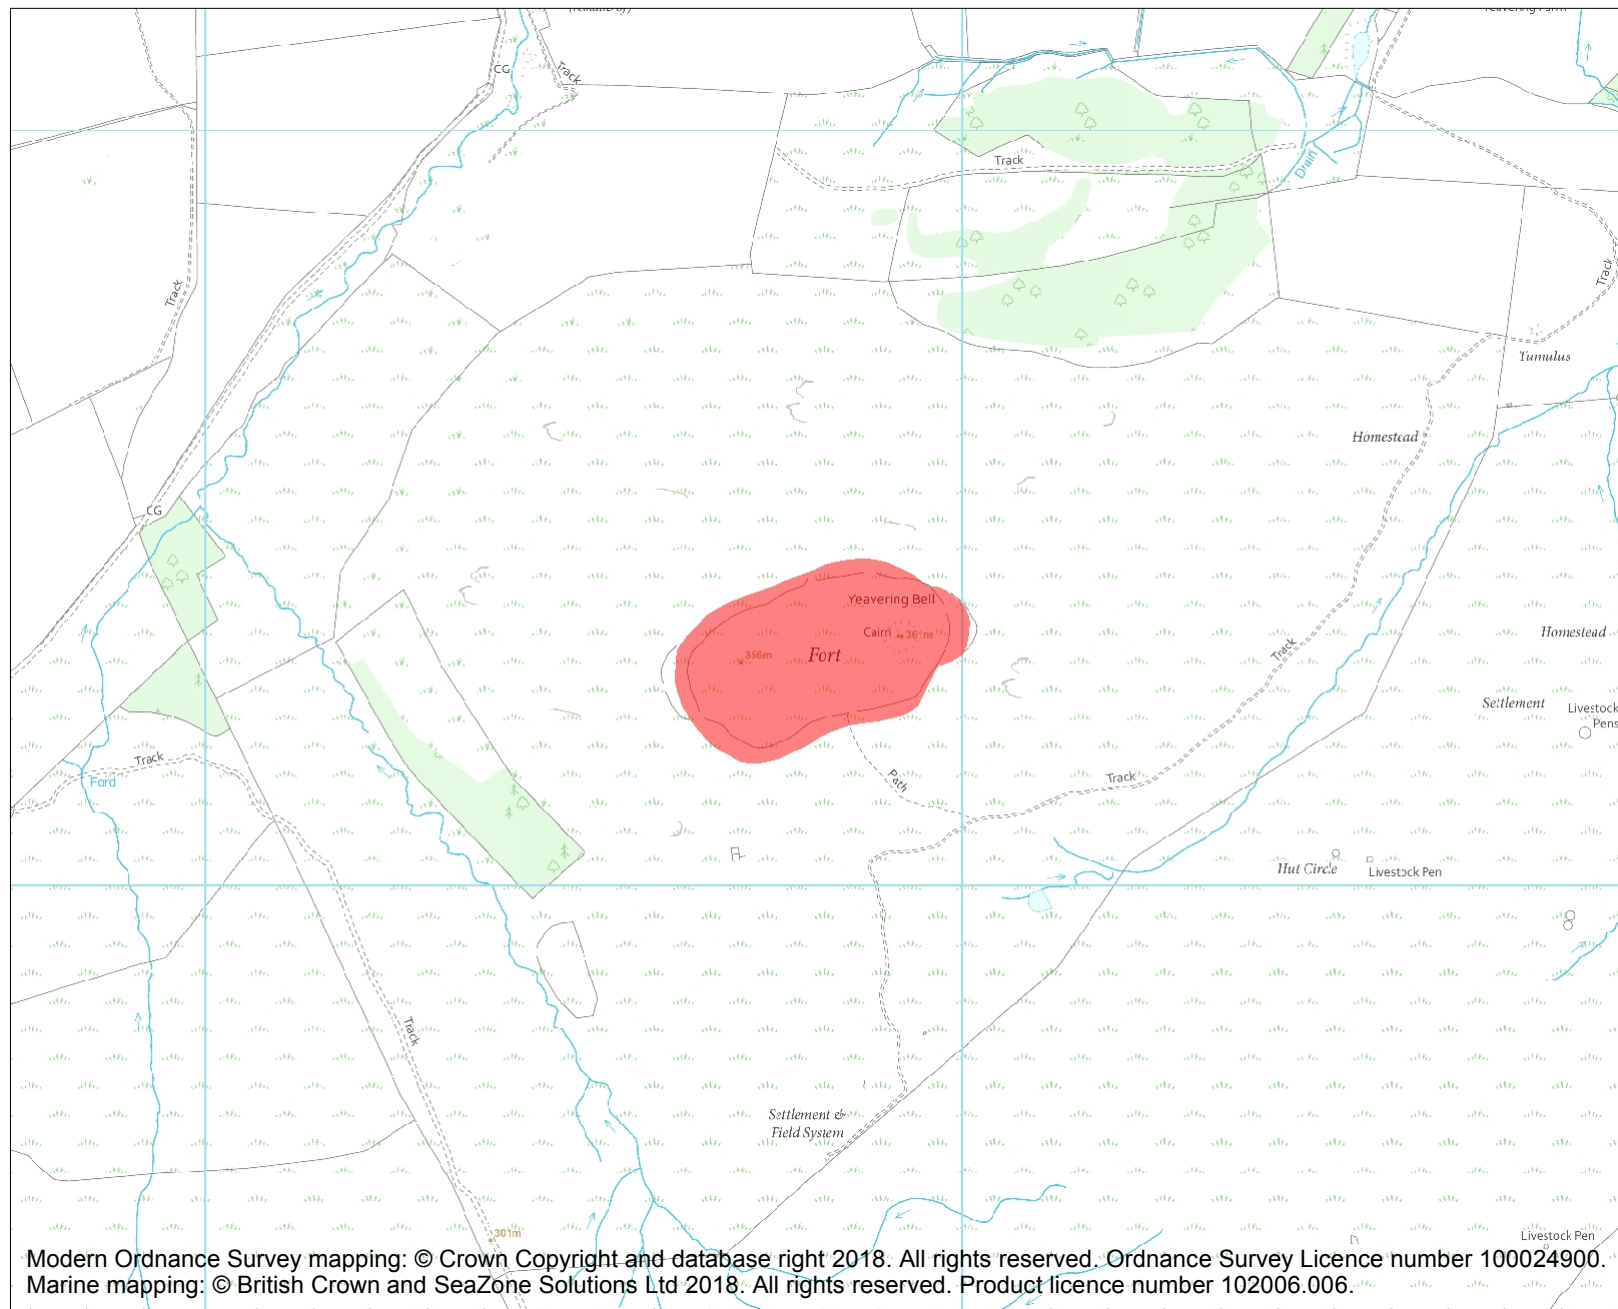 CG
Track
Track
Drain
Track
Track
Tumulus
Homestead
CG
Yeavering Bell
Cairn
361m
Fort
356m
Homestead
Track
Settlement
Livestock
Pens
Track
Ford
Path
Track
Hut Circle
Livestock Pen
Track
Settlement &
Field System
301m
Livestock Pen
Modern Ordnance Survey mapping: © Crown Copyright and database right 2018. All rights reserved. Ordnance Survey Licence number 100024900.
Marine mapping: © British Crown and SeaZone Solutions Ltd 2018. All rights reserved. Product licence number 102006.006.